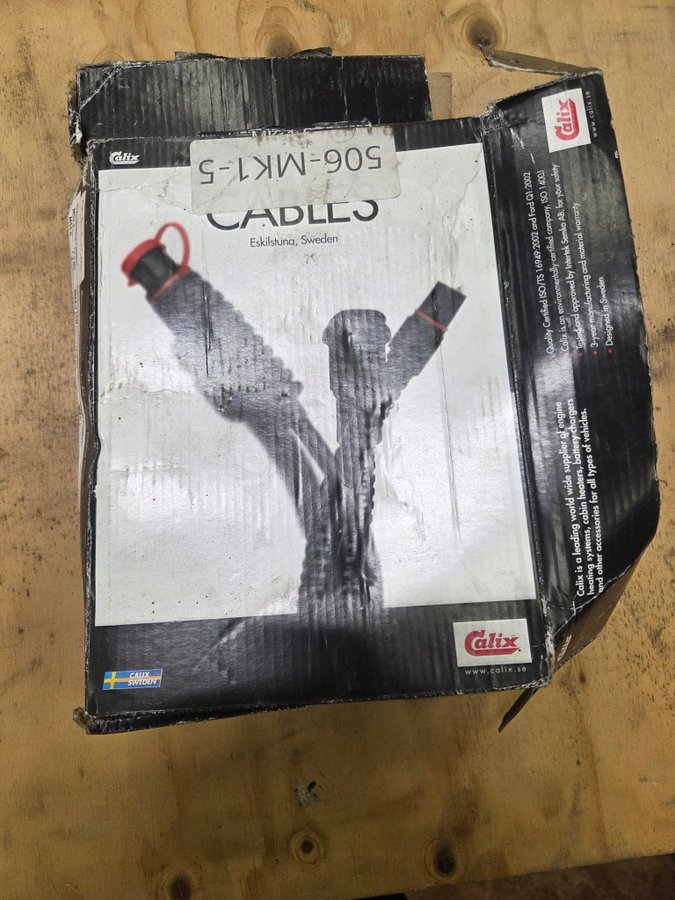 Calix
506-MK1-5
CABLES
Eskilstuna, Sweden
CALIX
SWEDEN
Calix
www.calix.se
Calix
www.calix.se
• Quality Certified ISO/TS 16949:2002 and Ford Q1:2002
• Calix is an environmentally-certified company, ISO 14001
• Tested and approved by Intertek Semko AB, for your safety
• 3-year manufacturing and material warranty
• Designed in Sweden
Calix is a leading world wide supplier of engine
heating systems, cabin heaters, battery chargers
and other accessories for all types of vehicles.